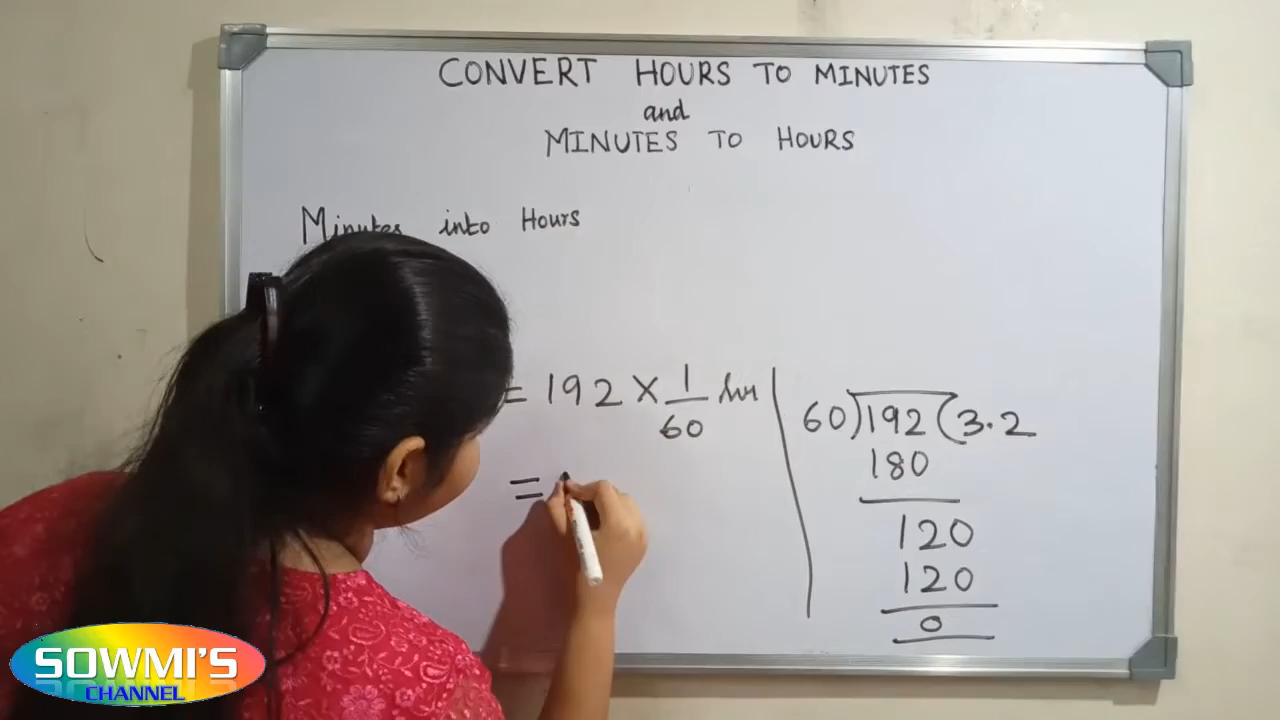 CONVERT HOURS TO MINUTES
and
MINUTES TO HOURS
Minutes into Hours
= 192 × 1/60 hrs
=
60)192(3.2
180
120
120
0
SOWMI'S
CHANNEL